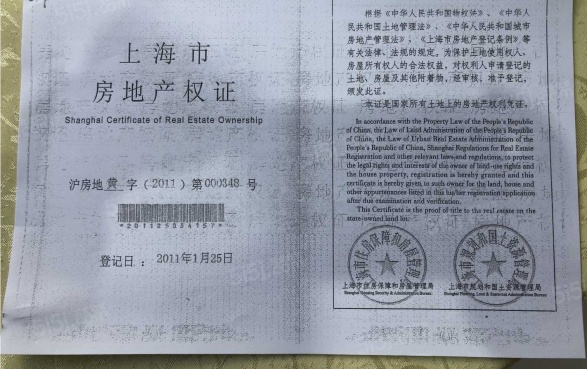 上海市
房地产权证
Shanghai Certificate of Real Estate Ownership
沪房地黄字(2011)第000348号
*201125034157*
登记日:2011年1月25日
根据《中华人民共和国物权法》、《中华人
民共和国土地管理法》、《中华人民共和国城市
房地产管理法》、《上海市房地产登记条例》等
有关法律、法规的规定,为保护土地使用权人、
房屋所有权人的合法权益,对权利人申请登记的
土地、房屋及其他附着物,经审核,准予登记,
颁发此证。
本证是国家所有土地上的房地产权利凭证。
In accordance with the Property Law of the People's Republic
of China, the Law of Land Administration of the People's Republic
of China, the Law of Urban Real Estate Administration of the
People's Republic of China, Shanghai Regulations for Real Estate
Registration and other relevant laws and regulations, to protect
the legal rights and interests of the owner of land-use rights and
the house property, registration is hereby granted and this
certificate is hereby given, to such owner for the land, house and
other appurtenances listed in this his/her registration application
after due examination and verification.
This Certificate is the proof of title to the real estate on the
state-owned land lot.
上海市住房保障和房屋管理局
Shanghai Housing Security & Administration Bureau
上海市规划和国土资源管理局